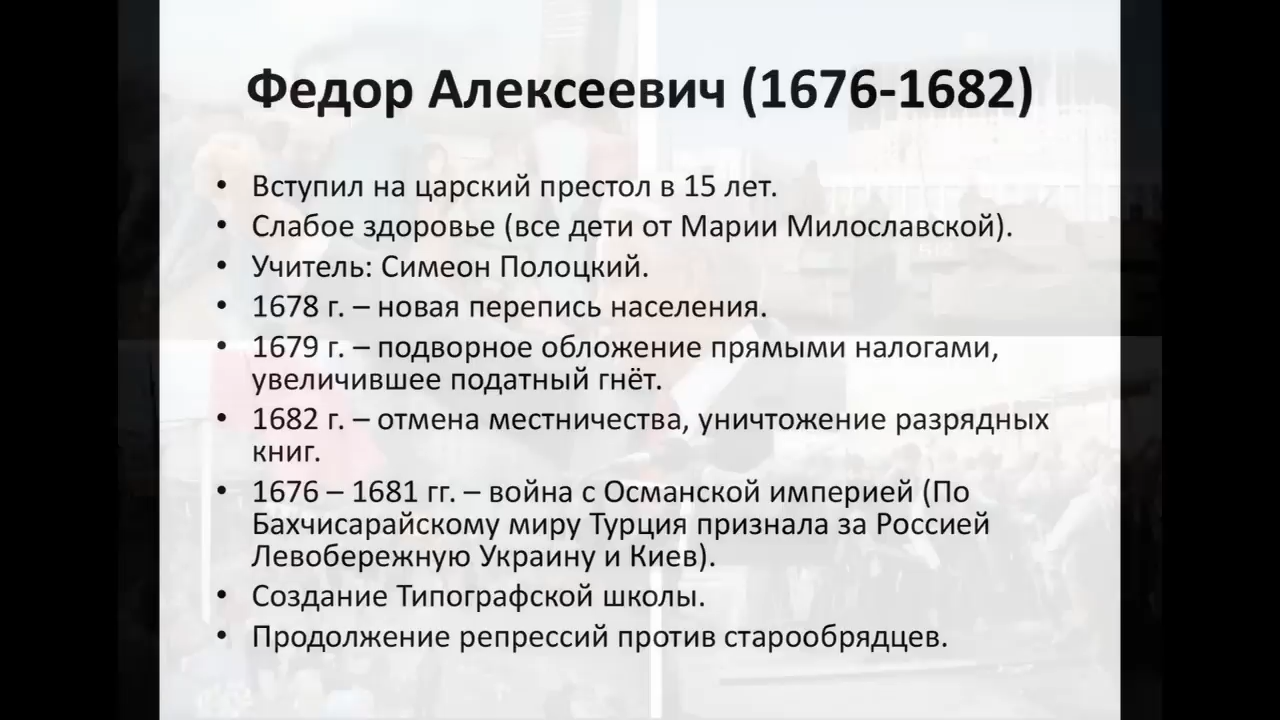 Федор Алексеевич (1676-1682)
• Вступил на царский престол в 15 лет.
• Слабое здоровье (все дети от Марии Милославской).
• Учитель: Симеон Полоцкий.
• 1678 г. – новая перепись населения.
• 1679 г. – подворное обложение прямыми налогами,
увеличившее податный гнёт.
• 1682 г. – отмена местничества, уничтожение разрядных
книг.
• 1676 – 1681 гг. – война с Османской империей (По
Бахчисарайскому миру Турция признала за Россией
Левобережную Украину и Киев).
• Создание Типографской школы.
• Продолжение репрессий против старообрядцев.